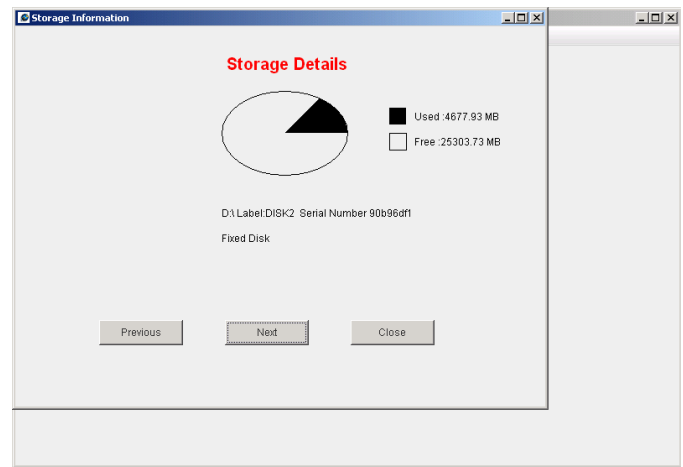 Storage Information
Storage Details
Used :4677.93 MB
Free :25303.73 MB
D:\ Label:DISK2  Serial Number 90b96df1
Fixed Disk
Previous
Next
Close